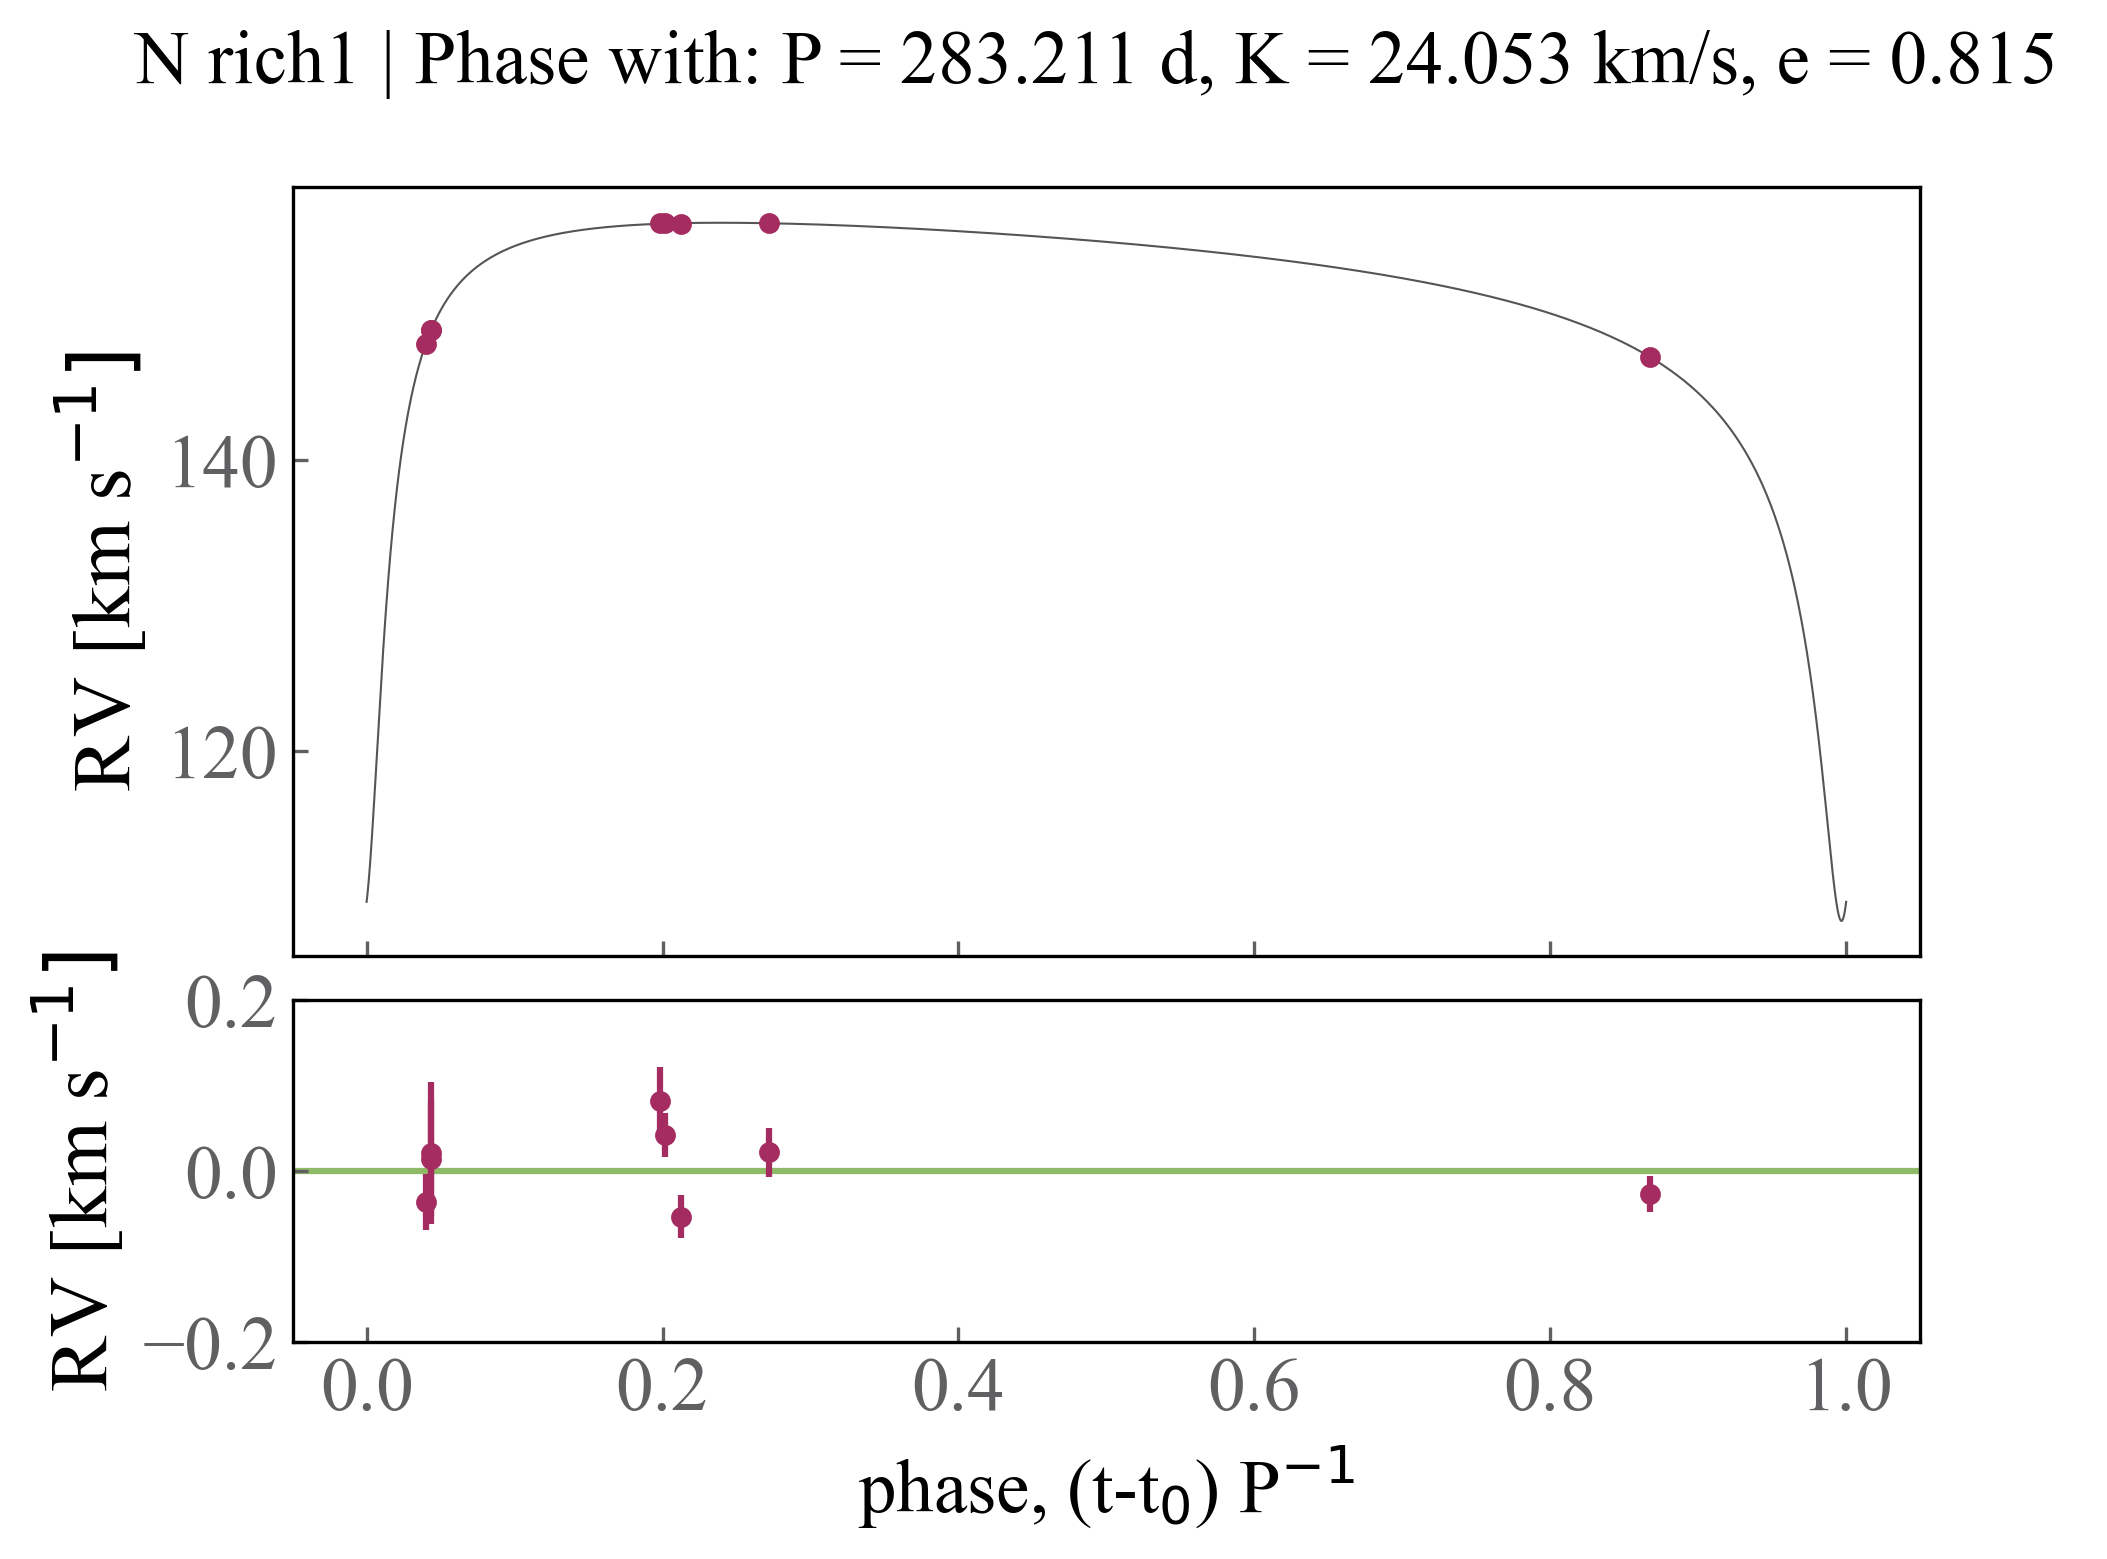 N rich1 | Phase with: P = 283.211 d, K = 24.053 km/s, e = 0.815
RV [km s⁻¹]
140
120
RV [km s⁻¹]
0.2
0.0
−0.2
0.0 0.2 0.4 0.6 0.8 1.0
phase, (t-t₀) P⁻¹